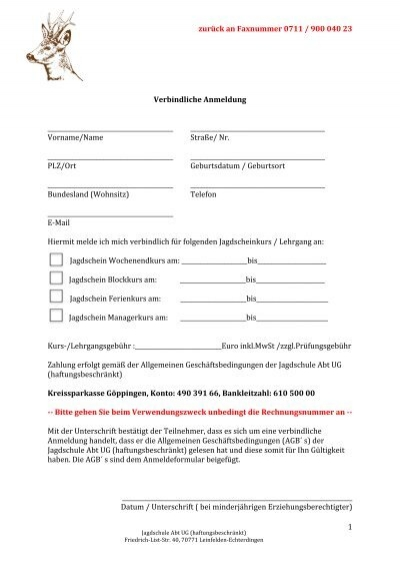 zurück an Faxnummer 0711 / 900 040 23
Verbindliche Anmeldung
Vorname/Name Straße/ Nr.
PLZ/Ort Geburtsdatum / Geburtsort
Bundesland (Wohnsitz) Telefon
E-Mail
Hiermit melde ich mich verbindlich für folgenden Jagdscheinkurs / Lehrgang an:
Jagdschein Wochenendkurs am: ____________________bis____________________
Jagdschein Blockkurs am: ____________________bis____________________
Jagdschein Ferienkurs am: ____________________bis____________________
Jagdschein Managerkurs am: ____________________bis____________________
Kurs-/Lehrgangsgebühr :__________________________Euro inkl.MwSt /zzgl.Prüfungsgebühr
Zahlung erfolgt gemäß der Allgemeinen Geschäftsbedingungen der Jagdschule Abt UG
(haftungsbeschränkt)
Kreissparkasse Göppingen, Konto: 490 391 66, Bankleitzahl: 610 500 00
-- Bitte geben Sie beim Verwendungszweck unbedingt die Rechnungsnummer an --
Mit der Unterschrift bestätigt der Teilnehmer, dass es sich um eine verbindliche
Anmeldung handelt, dass er die Allgemeinen Geschäftsbedingungen (AGB´ s) der
Jagdschule Abt UG (haftungsbeschränkt) gelesen hat und diese somit für Ihn Gültigkeit
haben. Die AGB´ s sind dem Anmeldeformular beigefügt.
Datum / Unterschrift ( bei minderjährigen Erziehungsberechtigter)
1
Jagdschule Abt UG (haftungsbeschränkt)
Friedrich-List-Str. 40, 70771 Leinfelden-Echterdingen